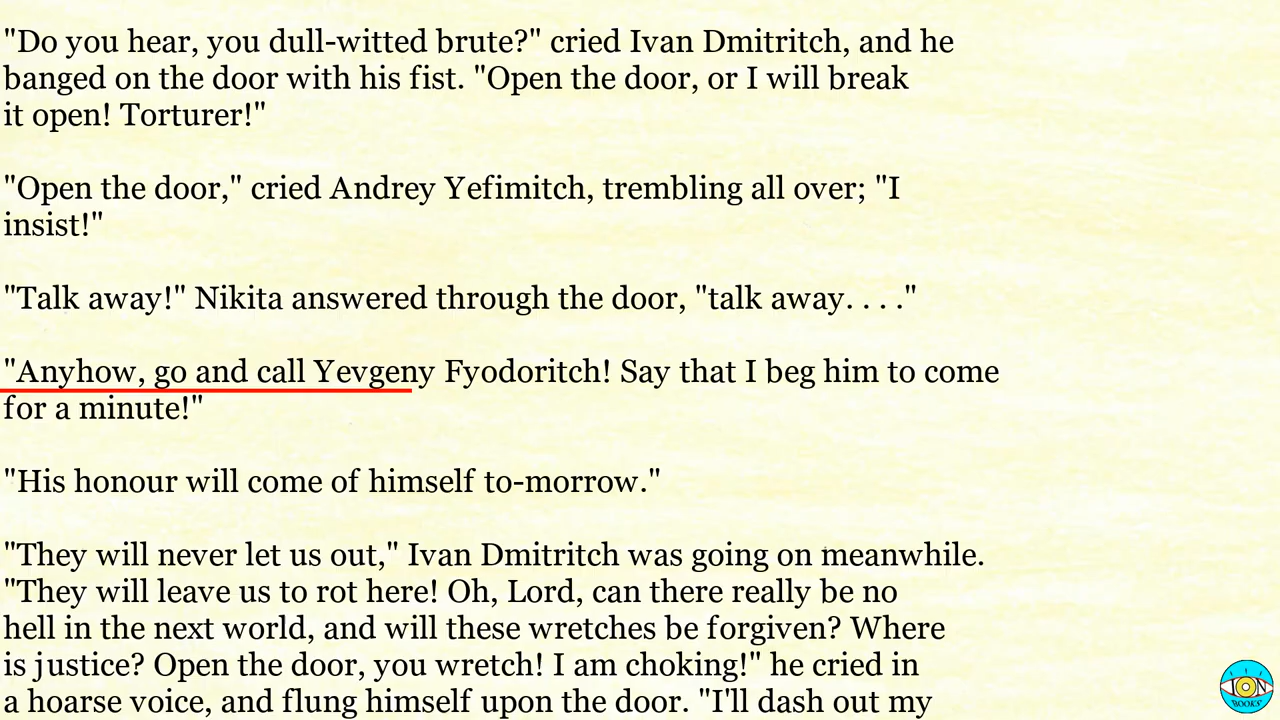 "Do you hear, you dull-witted brute?" cried Ivan Dmitritch, and he
banged on the door with his fist. "Open the door, or I will break
it open! Torturer!"
"Open the door," cried Andrey Yefimitch, trembling all over; "I
insist!"
"Talk away!" Nikita answered through the door, "talk away. . . ."
"Anyhow, go and call Yevgeny Fyodoritch! Say that I beg him to come
for a minute!"
"His honour will come of himself to-morrow."
"They will never let us out," Ivan Dmitritch was going on meanwhile.
"They will leave us to rot here! Oh, Lord, can there really be no
hell in the next world, and will these wretches be forgiven? Where
is justice? Open the door, you wretch! I am choking!" he cried in
a hoarse voice, and flung himself upon the door. "I'll dash out my
ION
BOOKS